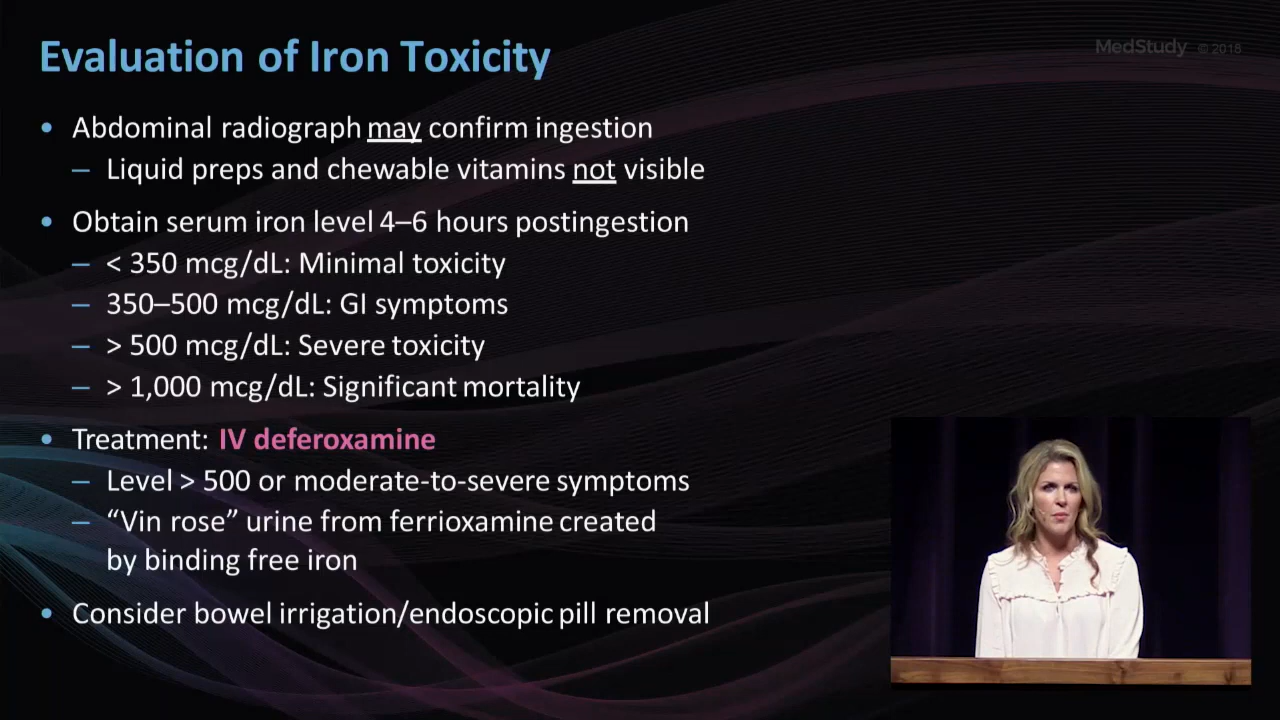 Evaluation of Iron Toxicity
MedStudy © 2015
• Abdominal radiograph may confirm ingestion
– Liquid preps and chewable vitamins not visible
• Obtain serum iron level 4–6 hours postingestion
– < 350 mcg/dL: Minimal toxicity
– 350–500 mcg/dL: GI symptoms
– > 500 mcg/dL: Severe toxicity
– > 1,000 mcg/dL: Significant mortality
• Treatment: IV deferoxamine
– Level > 500 or moderate-to-severe symptoms
– “Vin rose” urine from ferrioxamine created
by binding free iron
• Consider bowel irrigation/endoscopic pill removal